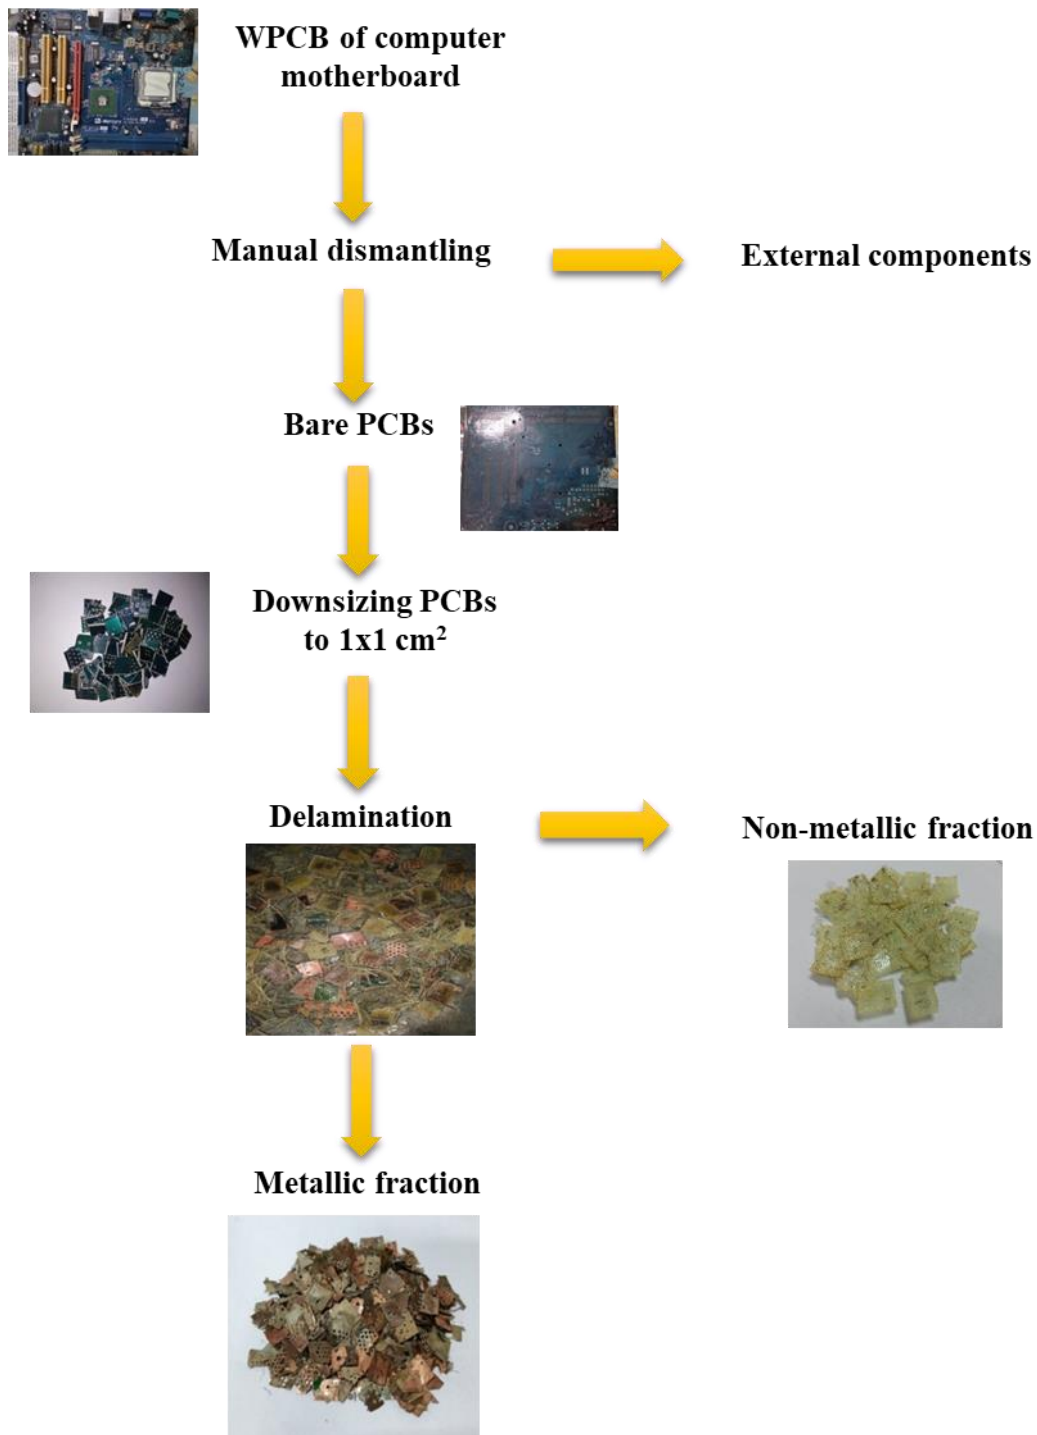 WPCB of computer
motherboard
Manual dismantling
External components
Bare PCBs
Downsizing PCBs
to 1x1 cm²
Delamination
Non-metallic fraction
Metallic fraction